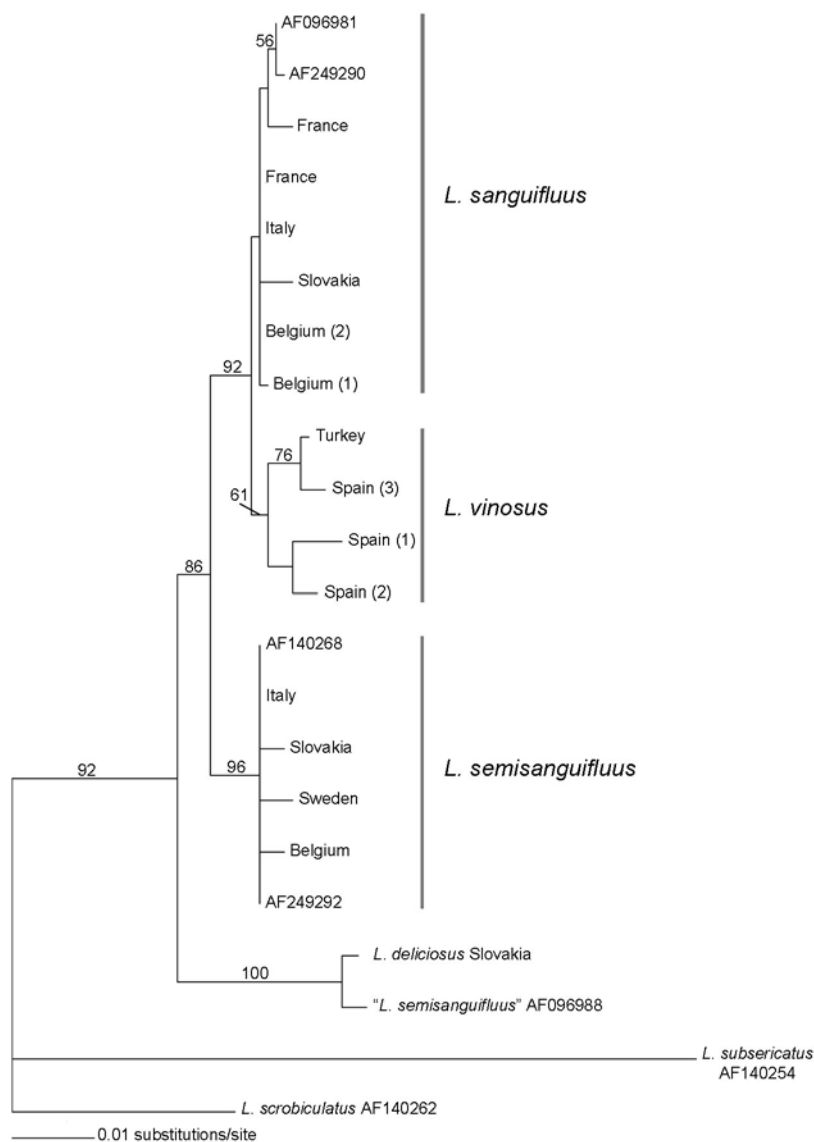 AF096981
56
AF249290
France
France
L. sanguifluus
Italy
Slovakia
Belgium (2)
92
Belgium (1)
Turkey
76
Spain (3)
61
L. vinosus
Spain (1)
86
Spain (2)
AF140268
Italy
Slovakia
96
L. semisanguifluus
92
Sweden
Belgium
AF249292
L. deliciosus Slovakia
100
“L. semisanguifluus” AF096988
L. subsericatus
AF140254
L. scrobiculatus AF140262
0.01 substitutions/site